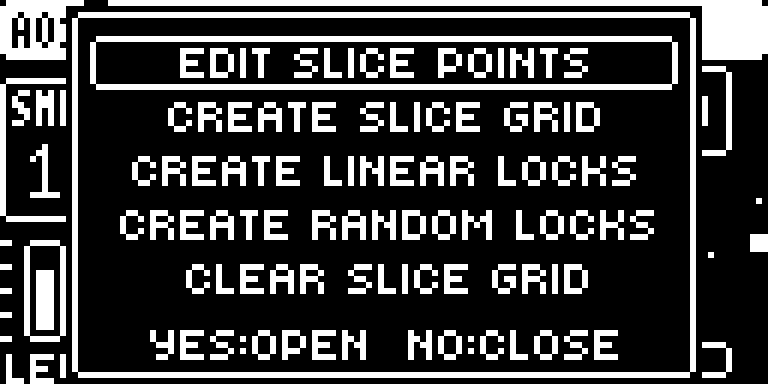 EDIT SLICE POINTS
CREATE SLICE GRID
CREATE LINEAR LOCKS
CREATE RANDOM LOCKS
CLEAR SLICE GRID
YES:OPEN NO:CLOSE
1